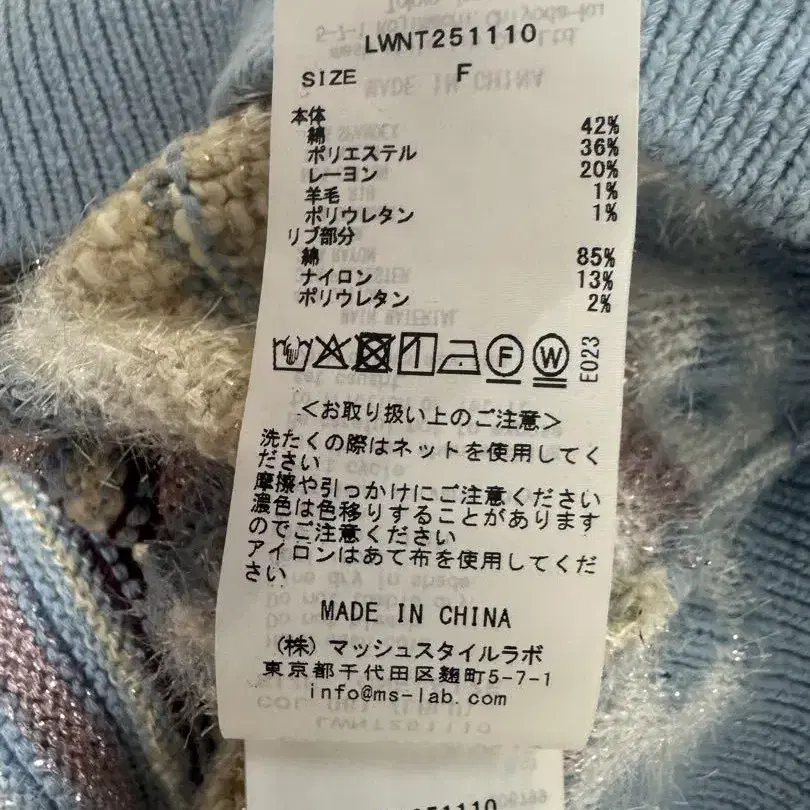 LWNT251110
SIZE F
本体
綿 42%
ポリエステル 36%
レーヨン 20%
羊毛 1%
ポリウレタン 1%
リブ部分
綿 85%
ナイロン 13%
ポリウレタン 2%
F W E023
<お取り扱い上のご注意>
洗たくの際はネットを使用してく
ださい
摩擦や引っかけにご注意ください
濃色は色移りすることがあります
のでご注意ください
アイロンはあて布を使用してくだ
さい
MADE IN CHINA
(株)マッシュスタイルラボ
東京都千代田区麹町5-7-1
info@ms-lab.com